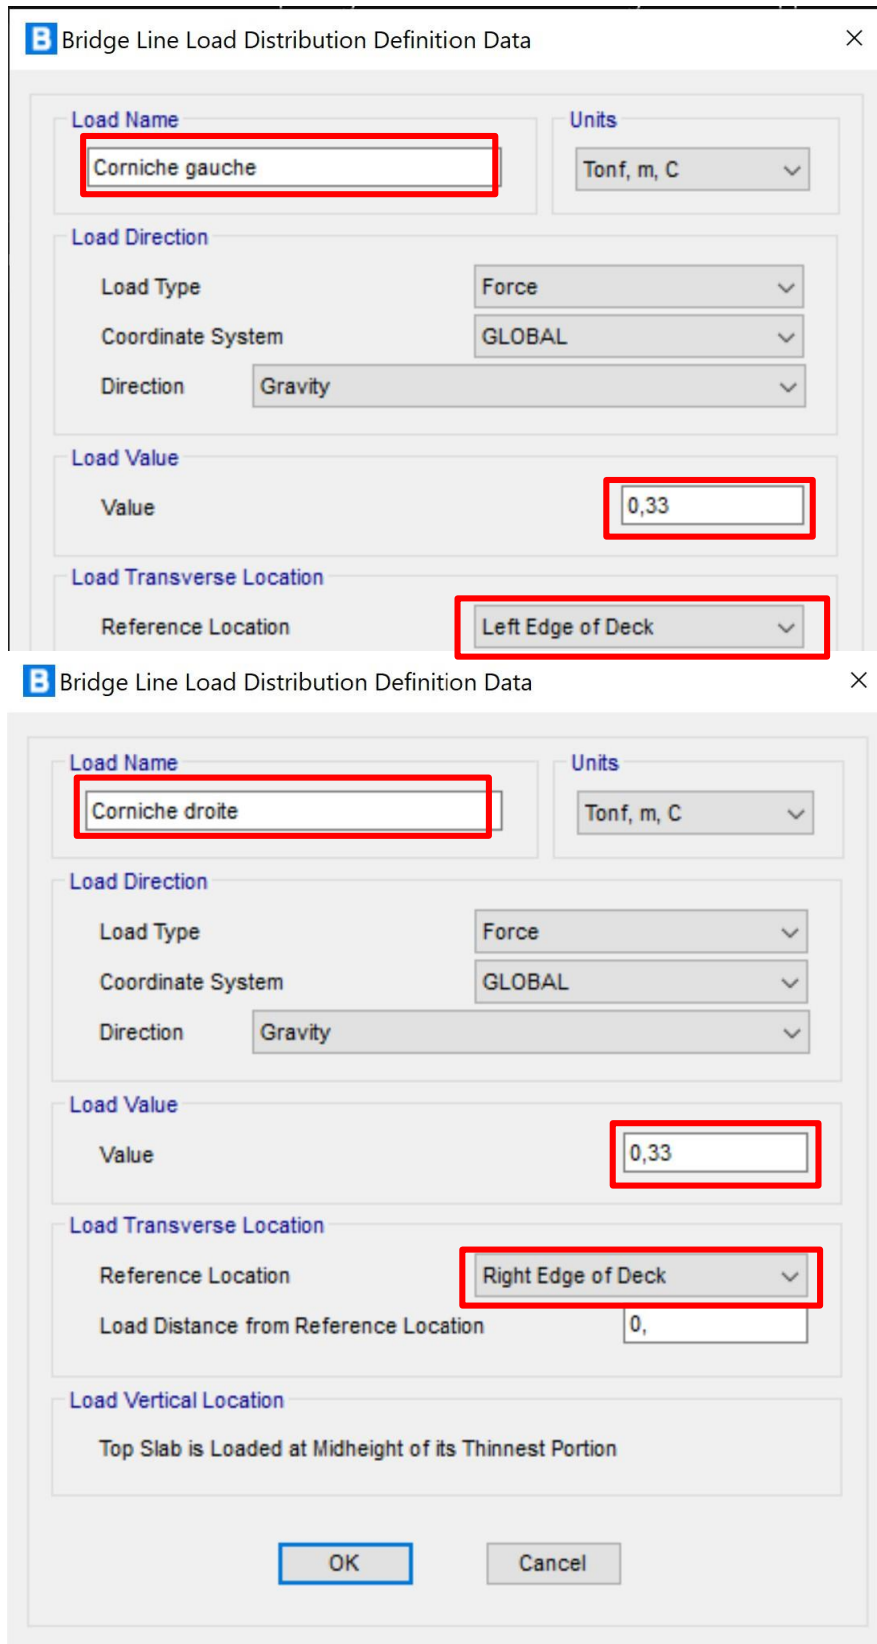 B Bridge Line Load Distribution Definition Data
Load Name
Units
Corniche gauche
Tonf, m, C
Load Direction
Load Type Force
Coordinate System GLOBAL
Direction Gravity
Load Value
Value 0,33
Load Transverse Location
Reference Location Left Edge of Deck
B Bridge Line Load Distribution Definition Data
Load Name
Units
Corniche droite
Tonf, m, C
Load Direction
Load Type Force
Coordinate System GLOBAL
Direction Gravity
Load Value
Value 0,33
Load Transverse Location
Reference Location Right Edge of Deck
Load Distance from Reference Location 0,
Load Vertical Location
Top Slab is Loaded at Midheight of its Thinnest Portion
OK Cancel